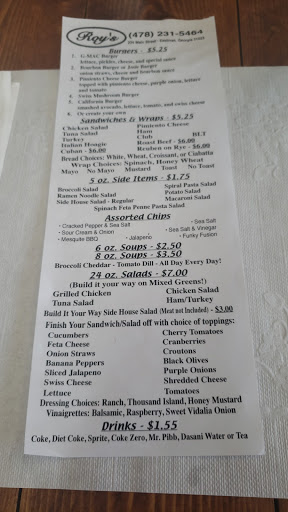 Roy's
(478) 231-5464
Burners - $5.25
1. G-MAC Burger
lettuce, pickles, cheese, and special sauce
2. Bourbon Burger or Josie Burger
onion straws, cheese and bourbon sauce
3. Pimiento Cheese Burger
topped with pimiento cheese, purple onion, lettuce
and tomato
4. Swiss Mushroom Burger
5. California Burger
smashed avocado, lettuce, tomato, and swiss cheese
6. Or create your own
Sandwiches & Wraps - $5.25
Chicken Salad Pimiento Cheese
Tuna Salad Ham
Turkey Club BLT
Italian Hoagie Roast Beef - $6.00
Cuban - $6.00 Reuben on Rye - $6.00
Bread Choices: White, Wheat, Croissant, or Ciabatta
Wrap Choices: Spinach, Honey Wheat
Mayo No Mayo Mustard Toast No Toast
5 oz. Side Items - $1.75
Broccoli Salad Spiral Pasta Salad
Ramen Noodle Salad Potato Salad
Side House Salad - Regular Macaroni Salad
Spinach Feta Penne Pasta Salad
Assorted Chips
· Cracked Pepper & Sea Salt · Sea Salt
· Sour Cream & Onion · Sea Salt & Vinegar
· Mesquite BBQ · Jalapeno · Funky Fusion
6 oz. Soups - $2.50
8 oz. Soups - $3.50
Broccoli Cheddar - Tomato Dill - All Day Every Day!
24 oz. Salads - $7.00
(Build it your way on Mixed Greens!)
Grilled Chicken Chicken Salad
Tuna Salad Ham/Turkey
Build It Your Way Side House Salad (Meat not Included) - $3.00
Finish Your Sandwich/Salad off with choice of toppings:
Cucumbers Cherry Tomatoes
Feta Cheese Cranberries
Onion Straws Croutons
Banana Peppers Black Olives
Sliced Jalapeno Purple Onions
Swiss Cheese Shredded Cheese
Lettuce Tomatoes
Dressing Choices: Ranch, Thousand Island, Honey Mustard
Vinaigrettes: Balsamic, Raspberry, Sweet Vidalia Onion
Drinks - $1.55
Coke, Diet Coke, Sprite, Coke Zero, Mr. Pibb, Dasani Water or Tea